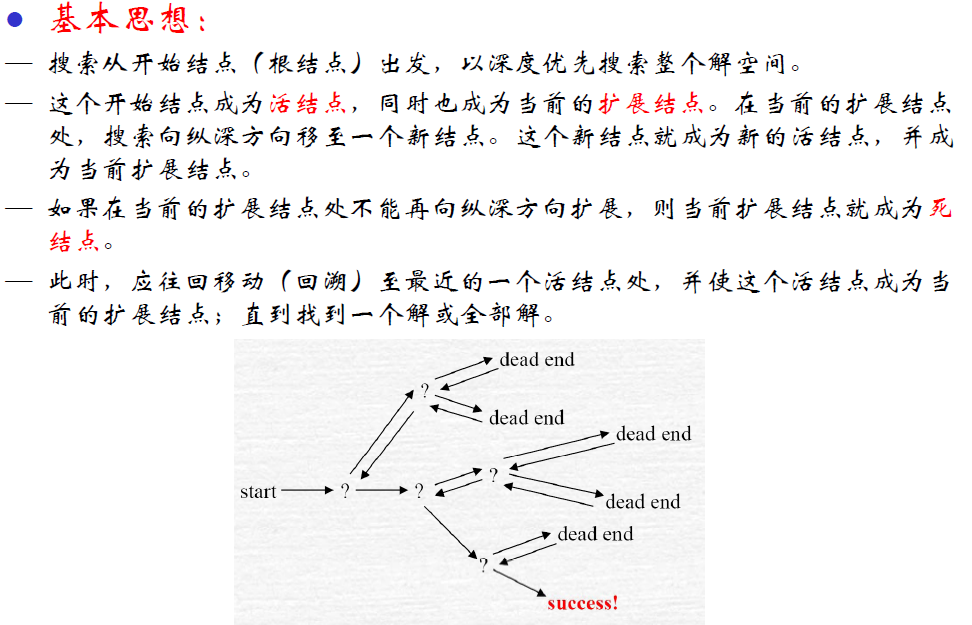 基本思想：
— 搜索从开始结点（根结点）出发，以深度优先搜索整个解空间。
— 这个开始结点成为活结点，同时也成为当前的扩展结点。在当前的扩展结点
处，搜索向纵深方向移至一个新结点。这个新结点就成为新的活结点，并成
为当前扩展结点。
— 如果在当前的扩展结点处不能再向纵深方向扩展，则当前扩展结点就成为死
结点。
— 此时，应往回移动（回溯）至最近的一个活结点处，并使这个活结点成为当
前的扩展结点；直到找到一个解或全部解。
dead end
?
dead end
dead end
?
start
?
?
dead end
dead end
?
success!